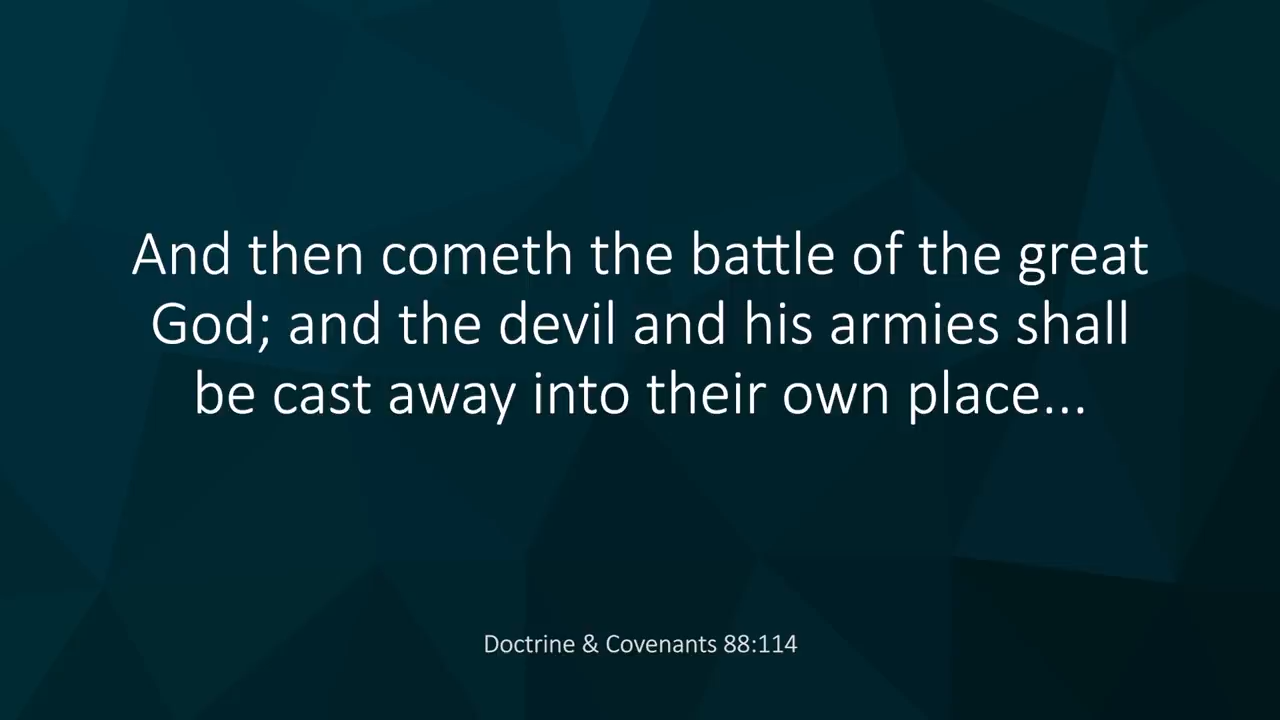 And then cometh the battle of the great
God; and the devil and his armies shall
be cast away into their own place...
Doctrine & Covenants 88:114